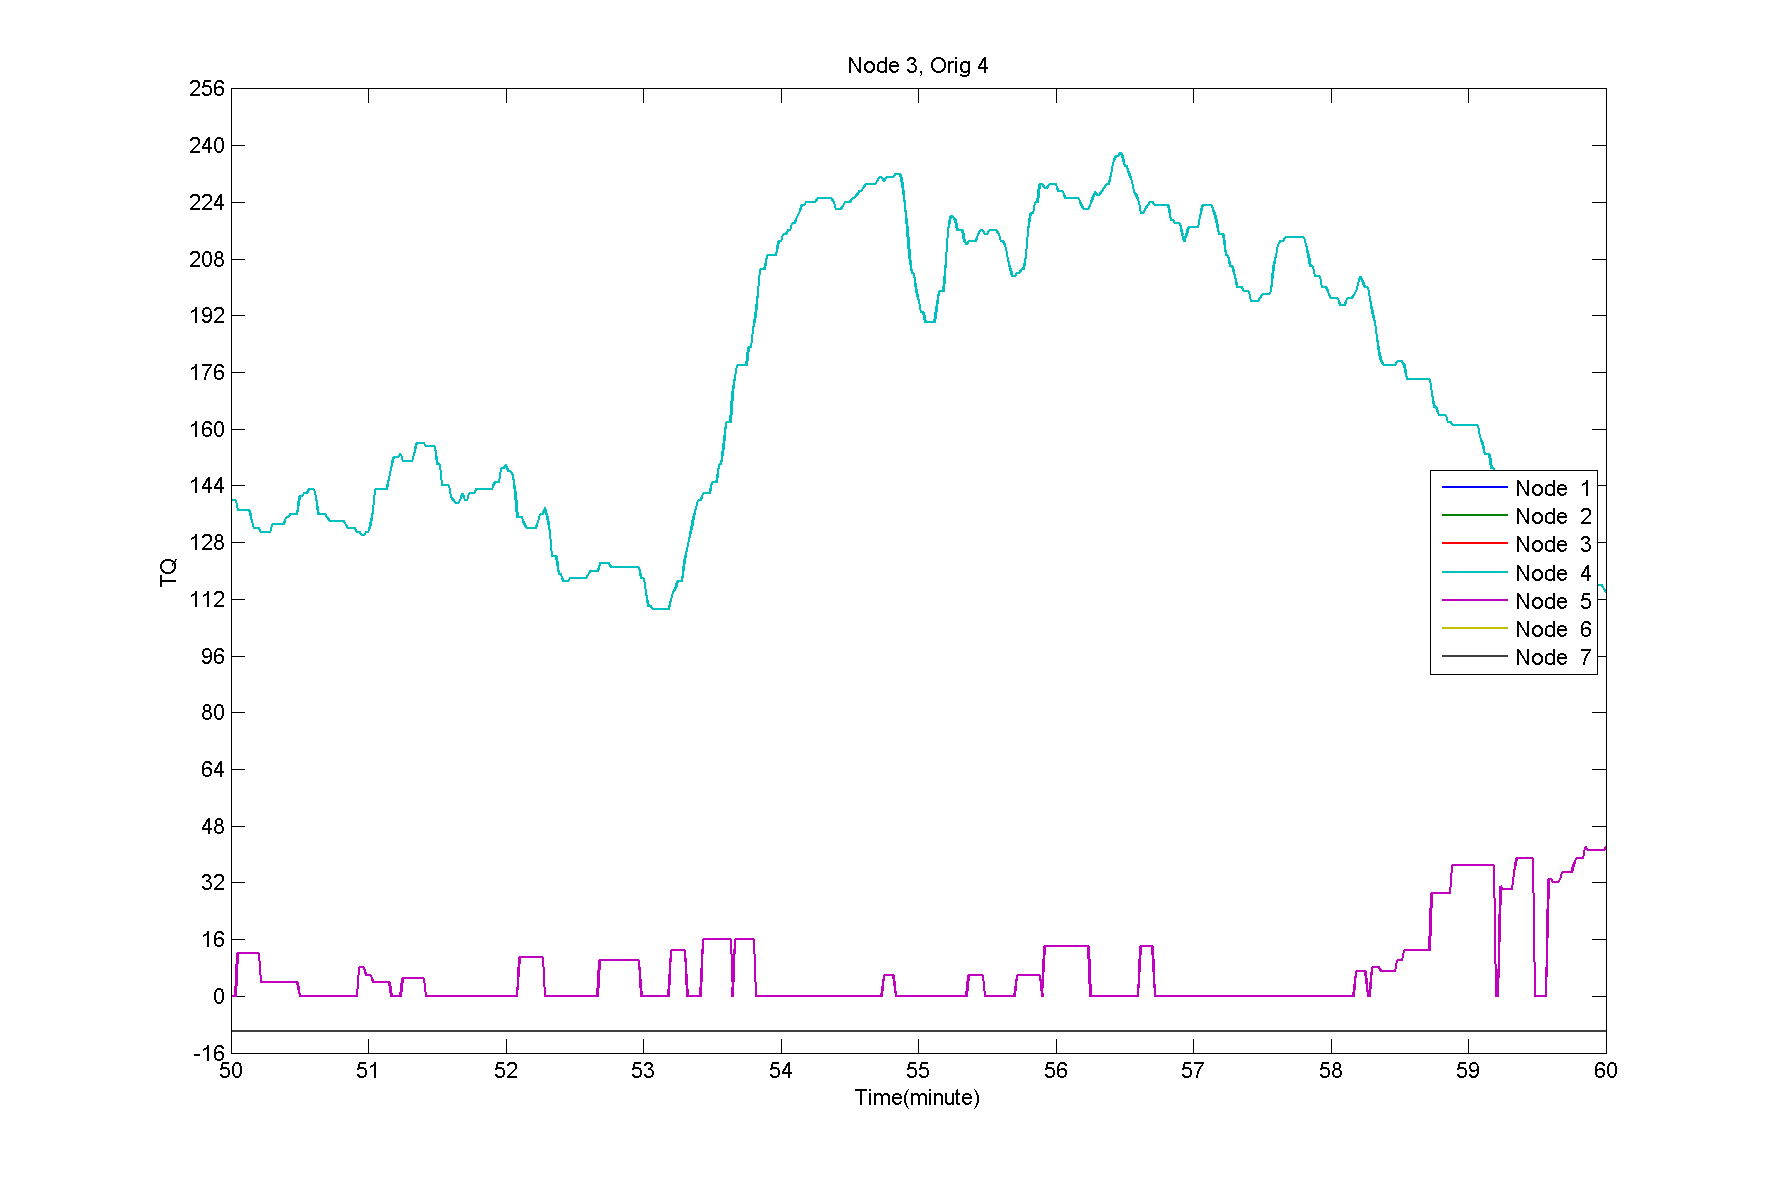 Node 3, Orig 4
256
240
224
208
192
176
160
144
128
112
96
80
64
48
32
16
0
-16
TQ
Node 1
Node 2
Node 3
Node 4
Node 5
Node 6
Node 7
50 51 52 53 54 55 56 57 58 59 60
Time(minute)